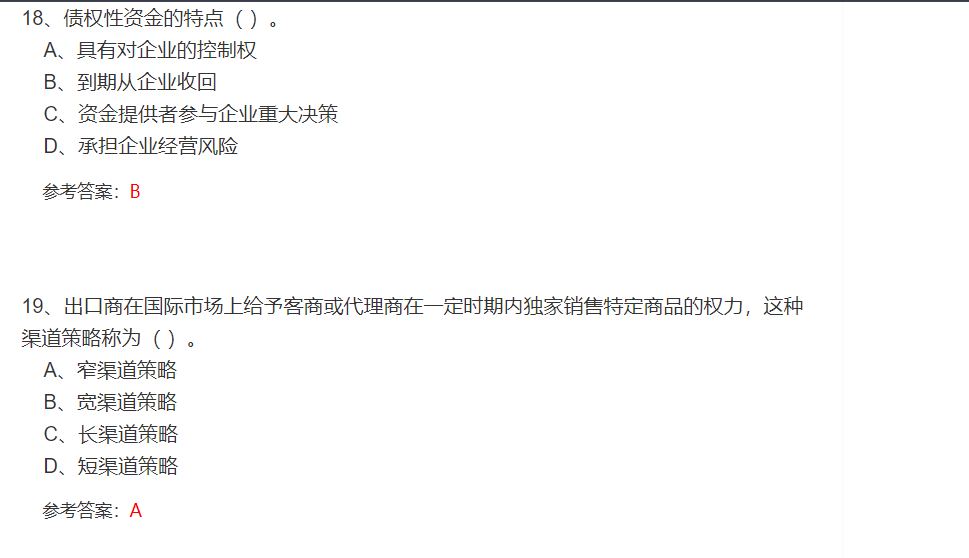 18、债权性资金的特点（ ）。
A、具有对企业的控制权
B、到期从企业收回
C、资金提供者参与企业重大决策
D、承担企业经营风险
参考答案：B
19、出口商在国际市场上给予客商或代理商在一定时期内独家销售特定商品的权力，这种
渠道策略称为（ ）。
A、窄渠道策略
B、宽渠道策略
C、长渠道策略
D、短渠道策略
参考答案：A